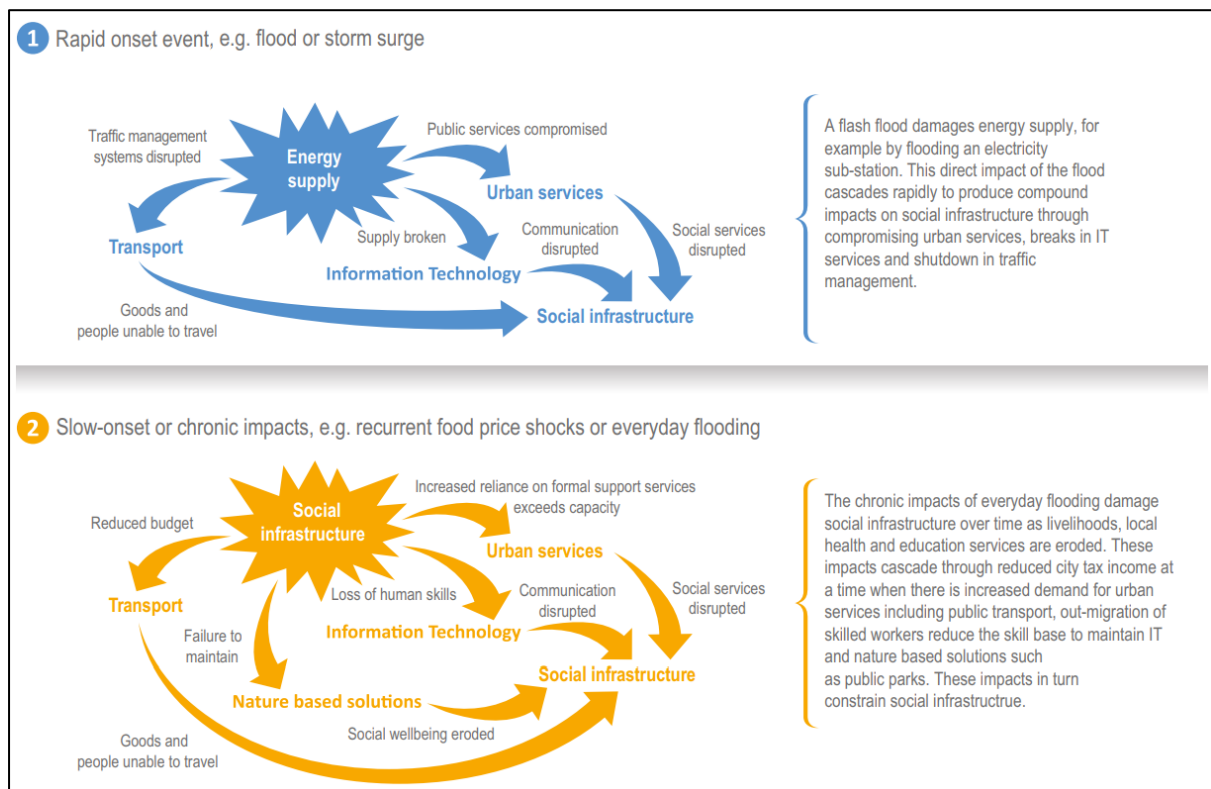 1 Rapid onset event, e.g. flood or storm surge
Traffic management
systems disrupted
Energy
supply
Public services compromised
Urban services
Transport
Supply broken
Communication
disrupted
Social services
disrupted
Information Technology
Goods and
people unable to travel
Social infrastructure
A flash flood damages energy supply, for
example by flooding an electricity
sub-station. This direct impact of the flood
cascades rapidly to produce compound
impacts on social infrastructure through
compromising urban services, breaks in IT
services and shutdown in traffic
management.
2 Slow-onset or chronic impacts, e.g. recurrent food price shocks or everyday flooding
Reduced budget
Social
infrastructure
Increased reliance on formal support services
exceeds capacity
Urban services
Transport
Loss of human skills
Communication
disrupted
Social services
disrupted
Information Technology
Failure to
maintain
Social infrastructure
Nature based solutions
Social wellbeing eroded
Goods and
people unable to travel
The chronic impacts of everyday flooding damage
social infrastructure over time as livelihoods, local
health and education services are eroded. These
impacts cascade through reduced city tax income at
a time when there is increased demand for urban
services including public transport, out-migration of
skilled workers reduce the skill base to maintain IT
and nature based solutions such
as public parks. These impacts in turn
constrain social infrastructrue.